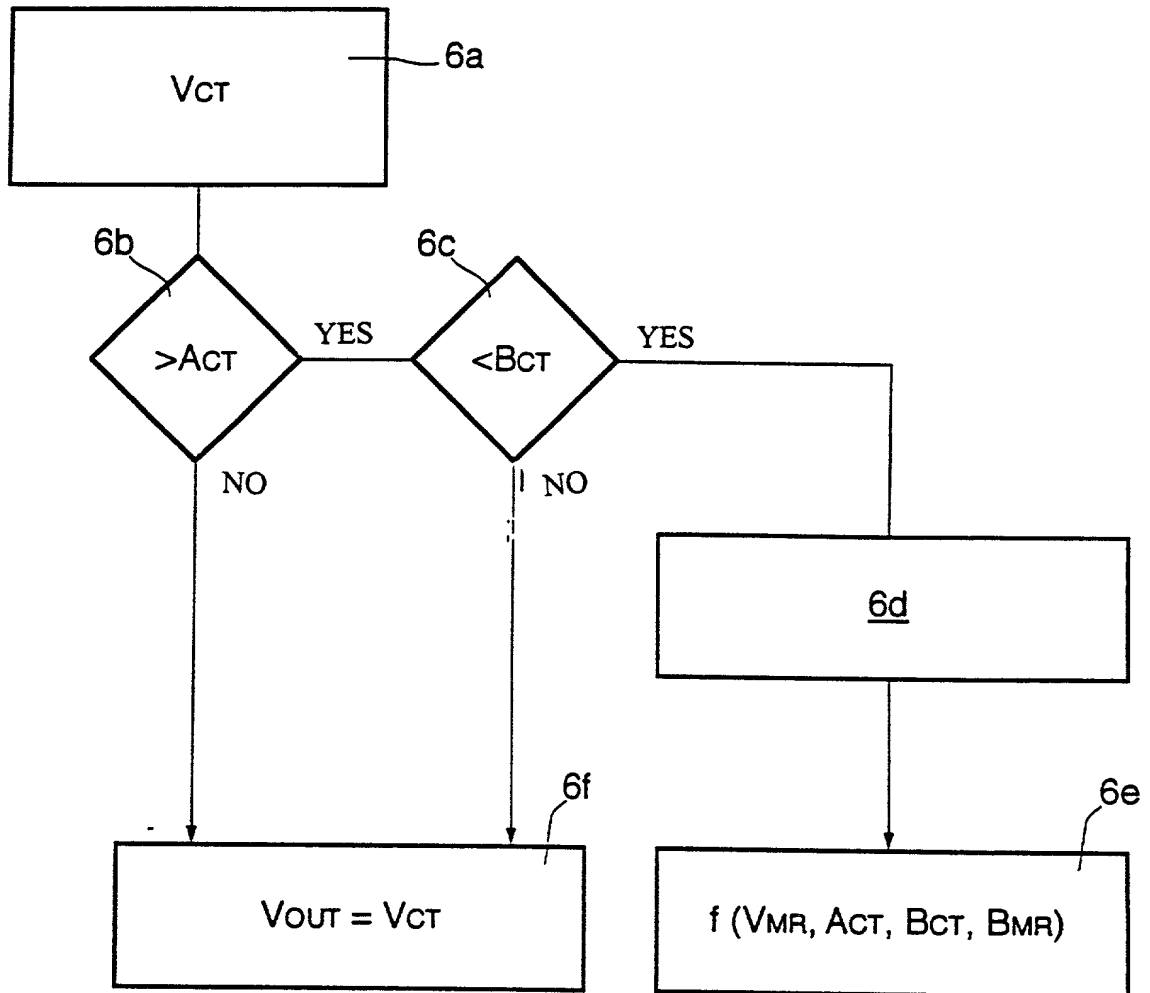 6a
VCT
6b
6c
YES
YES
>ACT
<BCT
NO
NO
6d
6f
6e
VOUT = VCT
f (VMR, ACT, BCT, BMR)